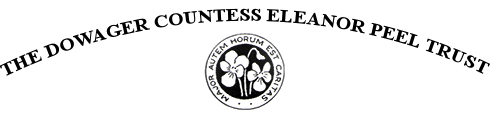 THE DOWAGER COUNTESS ELEANOR PEEL TRUST
MAJOR AUTEM HORUM EST CARITAS